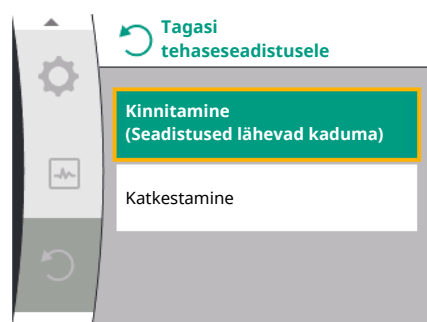 Tagasi
tehaseseadistusele
Kinnitamine
(Seadistused lähevad kaduma)
Katkestamine